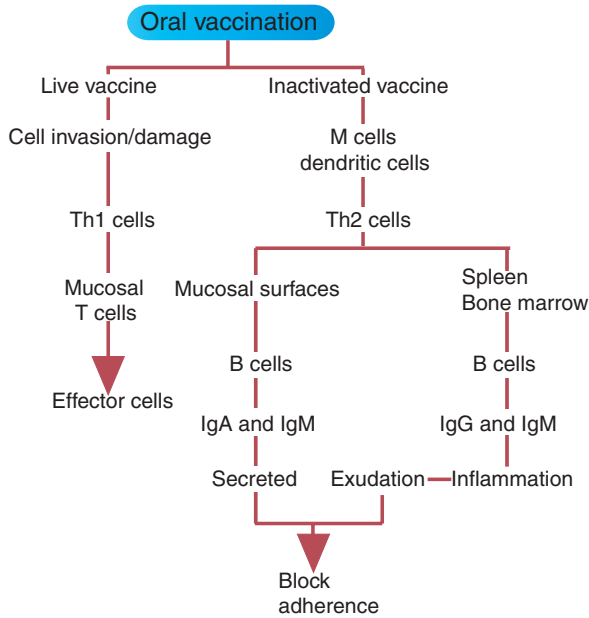 Oral vaccination
Live vaccine
Inactivated vaccine
Cell invasion/damage
M cells
dendritic cells
Th1 cells
Th2 cells
Mucosal
T cells
Mucosal surfaces
Spleen
Bone marrow
Effector cells
B cells
B cells
IgA and IgM
IgG and IgM
Secreted
Exudation
Inflammation
Block
adherence